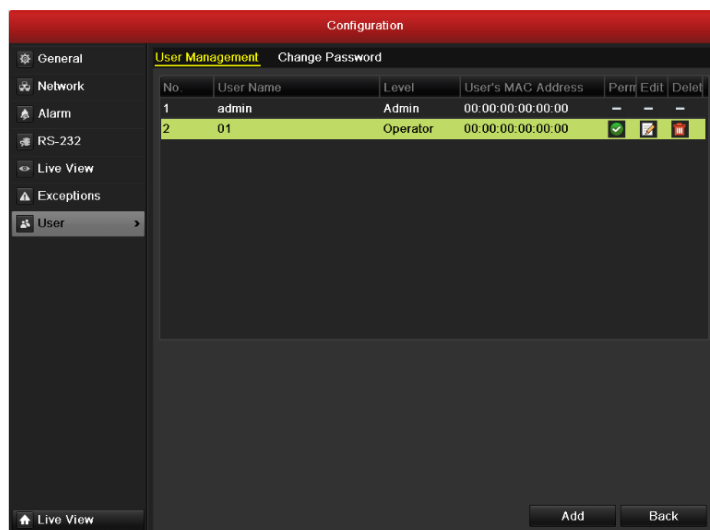 Configuration
General
Network
Alarm
RS-232
Live View
Exceptions
User
User Management Change Password
No. User Name Level User's MAC Address Perm Edit Delet
1 admin Admin 00:00:00:00:00:00 – – –
2 01 Operator 00:00:00:00:00:00
Live View
Add Back